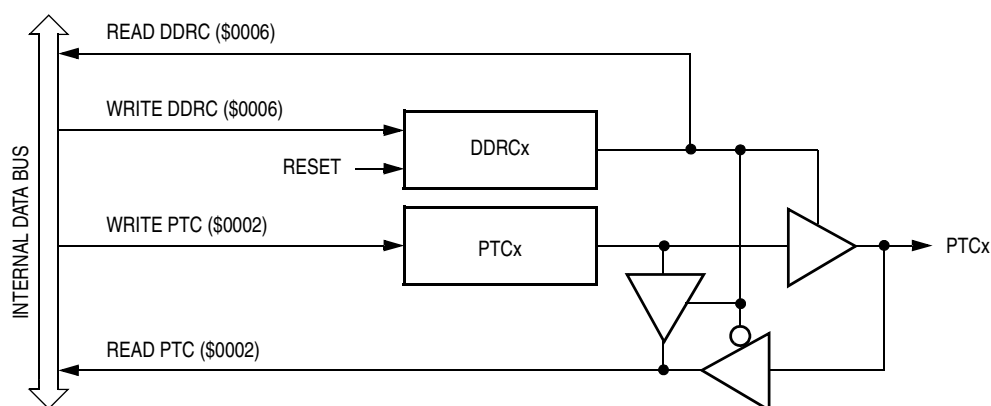 READ DDRC ($0006)
WRITE DDRC ($0006)
DDRCx
RESET
WRITE PTC ($0002)
PTCx
PTCx
READ PTC ($0002)
INTERNAL DATA BUS